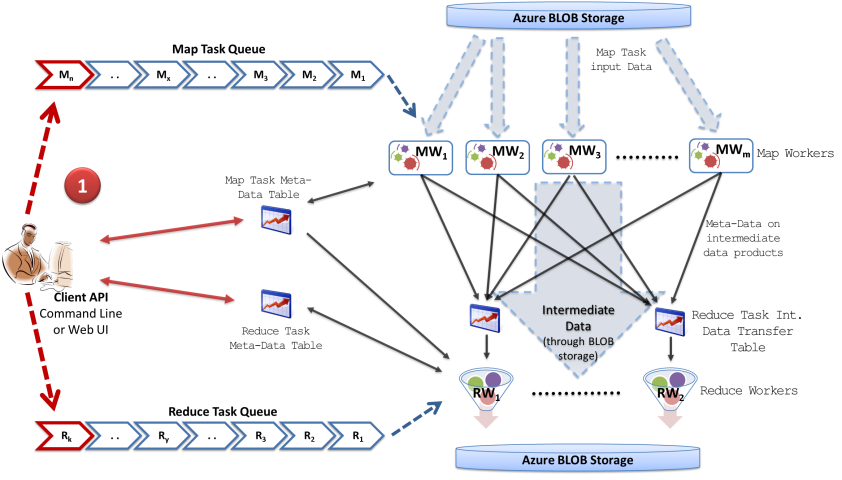 Azure BLOB Storage
Map Task Queue
Map Task
input Data
Mn
. .
Mx
. .
M3
M2
M1
MW1
MW2
MW3
MWm
Map Workers
1
Map Task Meta-
Data Table
Meta-Data on
intermediate
data products
Client API
Command Line
or Web UI
Intermediate
Data
(through BLOB
storage)
Reduce Task Int.
Data Transfer
Table
Reduce Task
Meta-Data Table
RW1
RW2
Reduce Workers
Reduce Task Queue
Rk
. .
Ry
. .
R3
R2
R1
Azure BLOB Storage